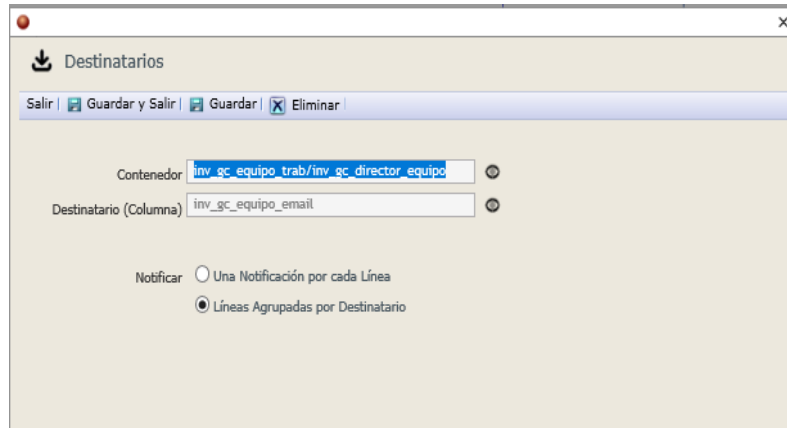 Destinatarios
Salir | Guardar y Salir | Guardar | Eliminar |
Contenedor inv_gc_equipo_trab/inv_gc_director_equipo
Destinatario (Columna) inv_gc_equipo_email
Notificar Una Notificación por cada Línea
Líneas Agrupadas por Destinatario